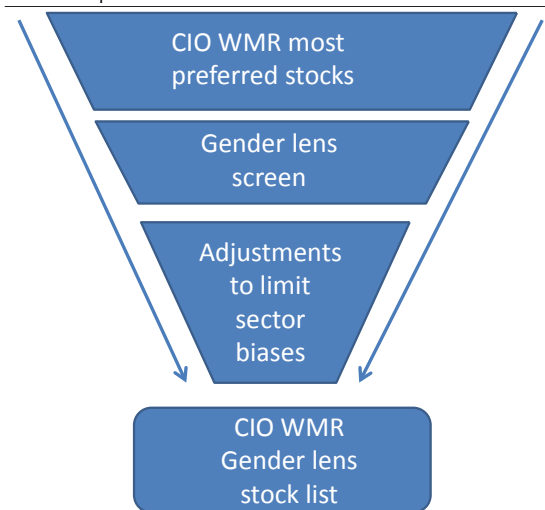 CIO WMR most
preferred stocks
Gender lens
screen
Adjustments
to limit
sector
biases
CIO WMR
Gender lens
stock list